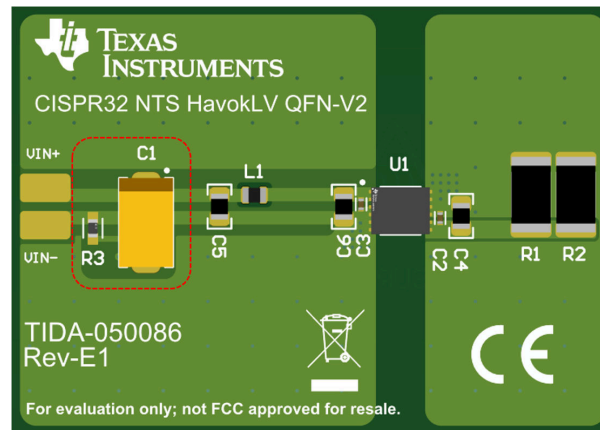 TEXAS
INSTRUMENTS
CISPR32 NTS HavokLV QFN-V2
VIN+
C1
L1
U1
R3
VIN-
C5
C6
C3
C2
C4
R1
R2
TIDA-050086
Rev-E1
CE
For evaluation only; not FCC approved for resale.